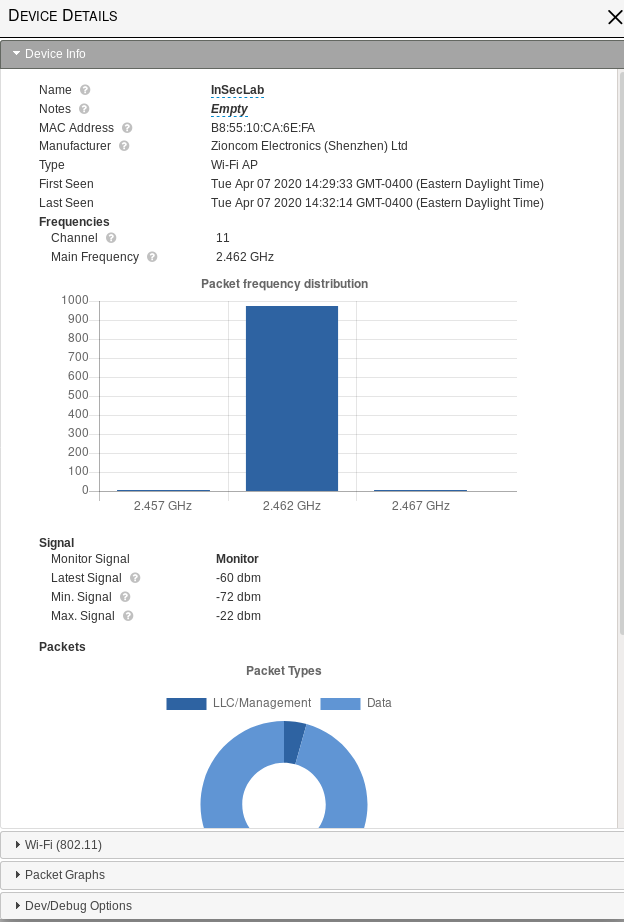 DEVICE DETAILS
Device Info
Name ? InSecLab
Notes ? Empty
MAC Address ? B8:55:10:CA:6E:FA
Manufacturer ? Zioncom Electronics (Shenzhen) Ltd
Type Wi-Fi AP
First Seen Tue Apr 07 2020 14:29:33 GMT-0400 (Eastern Daylight Time)
Last Seen Tue Apr 07 2020 14:32:14 GMT-0400 (Eastern Daylight Time)
Frequencies
Channel ? 11
Main Frequency ? 2.462 GHz
Packet frequency distribution
1000
900
800
700
600
500
400
300
200
100
0
2.457 GHz 2.462 GHz 2.467 GHz
Signal
Monitor Signal Monitor
Latest Signal ? -60 dbm
Min. Signal ? -72 dbm
Max. Signal ? -22 dbm
Packets
Packet Types
LLC/Management Data
Wi-Fi (802.11)
Packet Graphs
Dev/Debug Options